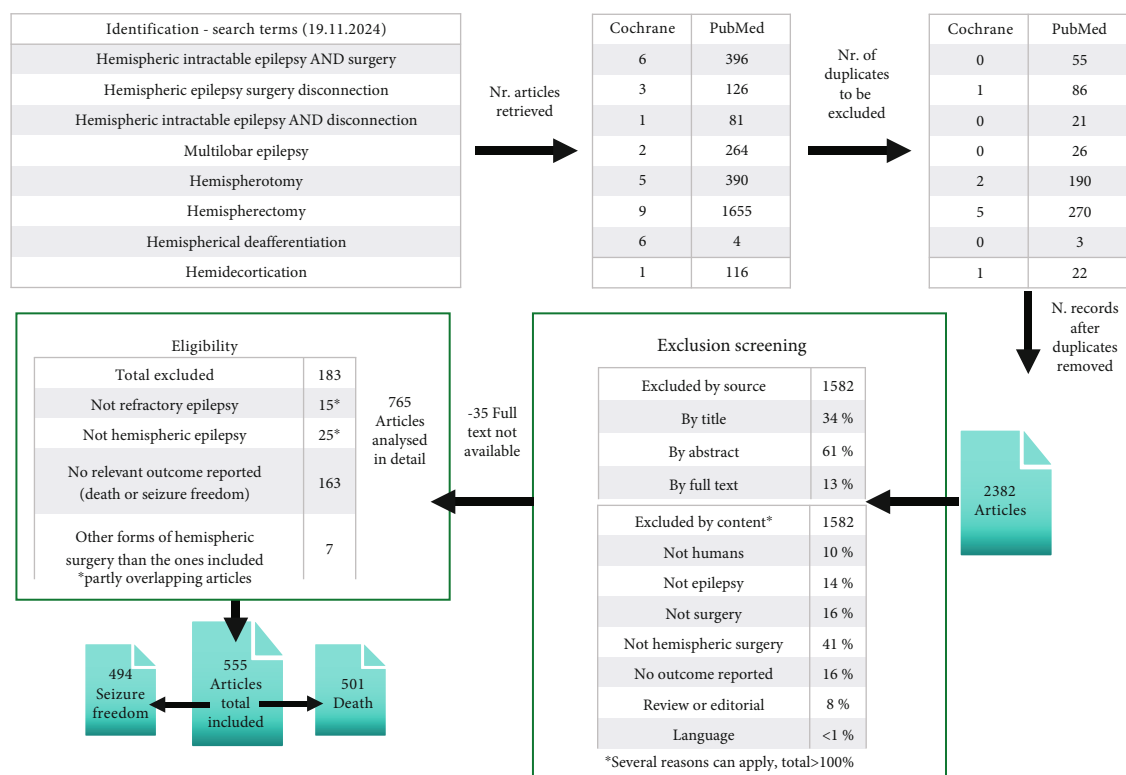 Identification - search terms (19.11.2024)
Hemispheric intractable epilepsy AND surgery
Hemispheric epilepsy surgery disconnection
Hemispheric intractable epilepsy AND disconnection
Multilobar epilepsy
Hemispherotomy
Hemispherectomy
Hemispherical deafferentiation
Hemidecortication
Nr. articles
retrieved
Cochrane PubMed
6 396
3 126
1 81
2 264
5 390
9 1655
6 4
1 116
Nr. of
duplicates
to be
excluded
Cochrane PubMed
0 55
1 86
0 21
0 26
2 190
5 270
0 3
1 22
N. records
after
duplicates
removed
2382
Articles
Exclusion screening
Excluded by source 1582
By title 34 %
By abstract 61 %
By full text 13 %
Excluded by content* 1582
Not humans 10 %
Not epilepsy 14 %
Not surgery 16 %
Not hemispheric surgery 41 %
No outcome reported 16 %
Review or editorial 8 %
Language <1 %
*Several reasons can apply, total>100%
-35 Full
text not
available
765
Articles
analysed
in detail
Eligibility
Total excluded 183
Not refractory epilepsy 15*
Not hemispheric epilepsy 25*
No relevant outcome reported
(death or seizure freedom) 163
Other forms of hemispheric
surgery than the ones included 7
*partly overlapping articles
494
Seizure
freedom
555
Articles
total
included
501
Death